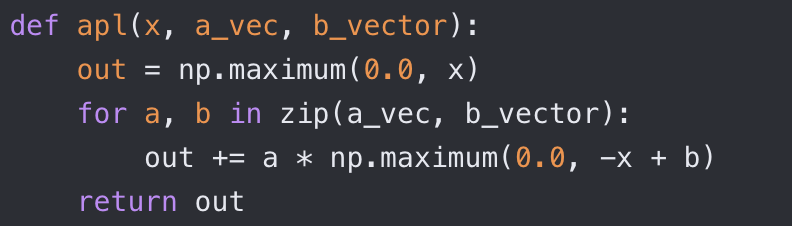 def apl(x, a_vec, b_vector):
    out = np.maximum(0.0, x)
    for a, b in zip(a_vec, b_vector):
        out += a * np.maximum(0.0, -x + b)
    return out